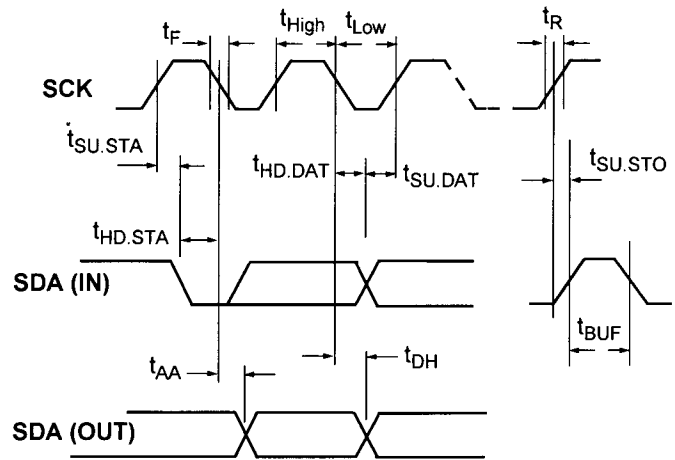 tF
tHigh
tLow
tR
SCK
tSU.STA
tHD.DAT
tSU.DAT
tSU.STO
tHD.STA
SDA (IN)
tBUF
tAA
tDH
SDA (OUT)